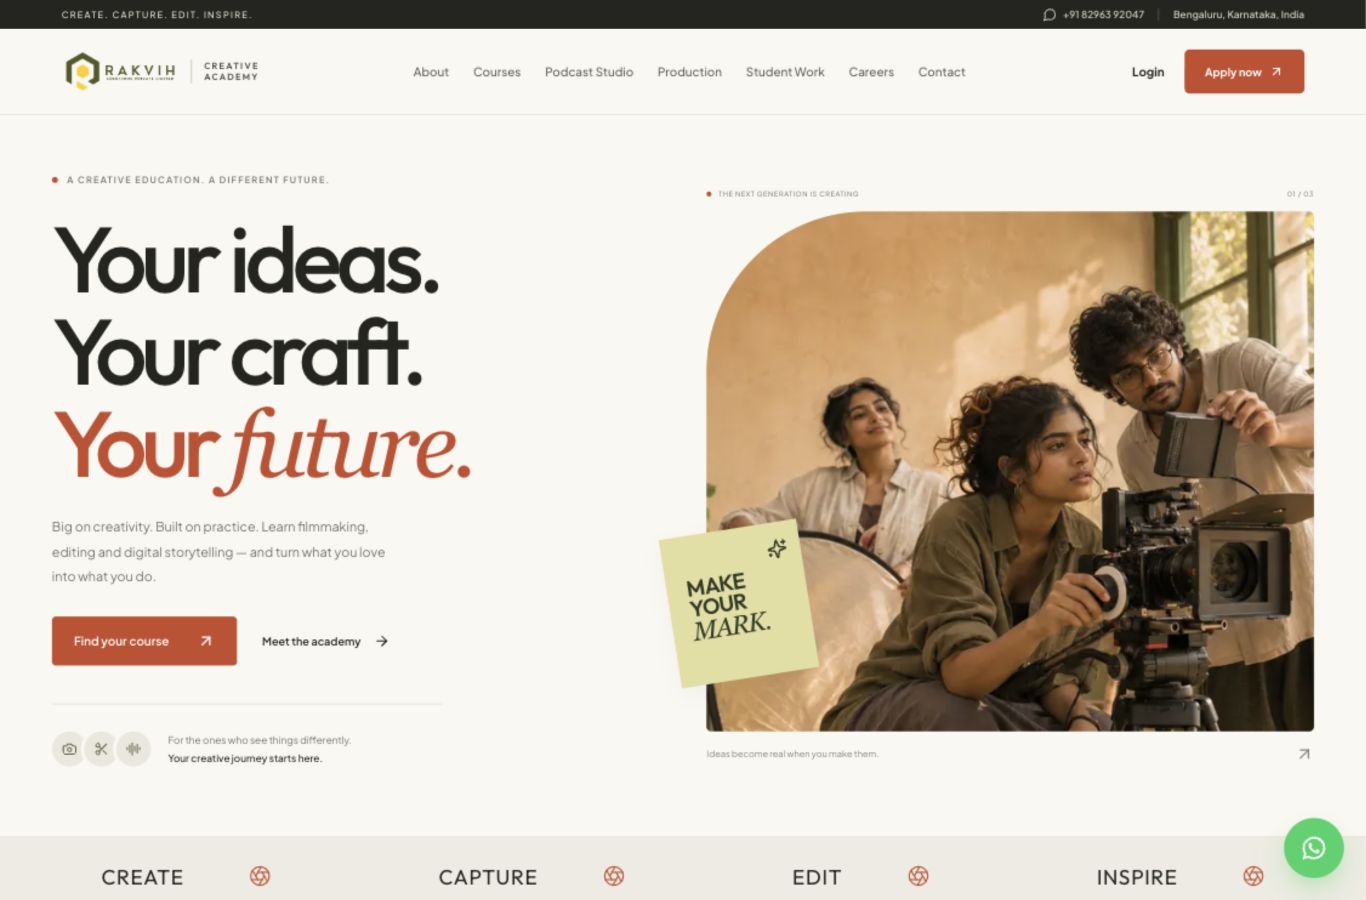 CREATE. CAPTURE. EDIT. INSPIRE.
+91 82963 92047
Bengaluru, Karnataka, India
RAKVIH
CREATIVE
ACADEMY
About
Courses
Podcast Studio
Production
Student Work
Careers
Contact
Login
Apply now
A CREATIVE EDUCATION. A DIFFERENT FUTURE.
Your ideas.
Your craft.
Your future.
Big on creativity. Built on practice. Learn filmmaking,
editing and digital storytelling — and turn what you love
into what you do.
Find your course
Meet the academy
For the ones who see things differently.
Your creative journey starts here.
THE NEXT GENERATION IS CREATING
01 / 03
MAKE
YOUR
MARK.
Ideas become real when you make them.
CREATE
CAPTURE
EDIT
INSPIRE